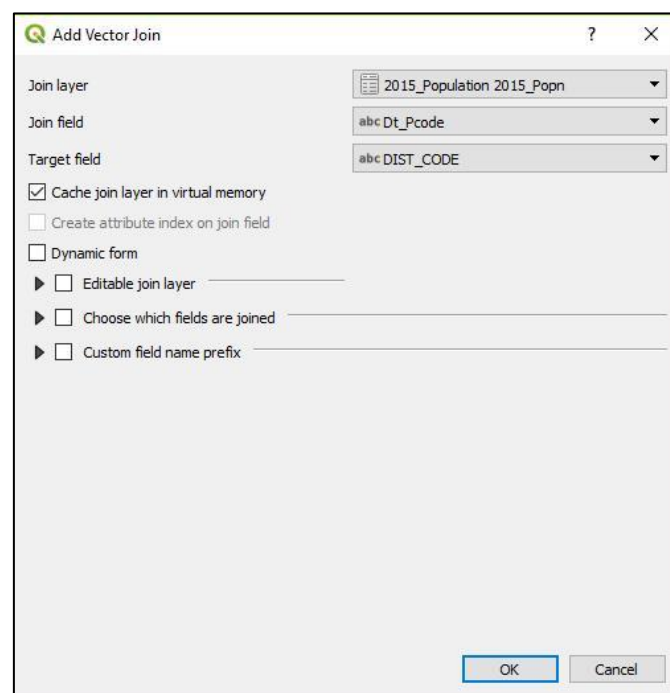 Add Vector Join
Join layer 2015_Population 2015_Popn
Join field abc Dt_Pcode
Target field abc DIST_CODE
Cache join layer in virtual memory
Create attribute index on join field
Dynamic form
Editable join layer
Choose which fields are joined
Custom field name prefix
OK Cancel